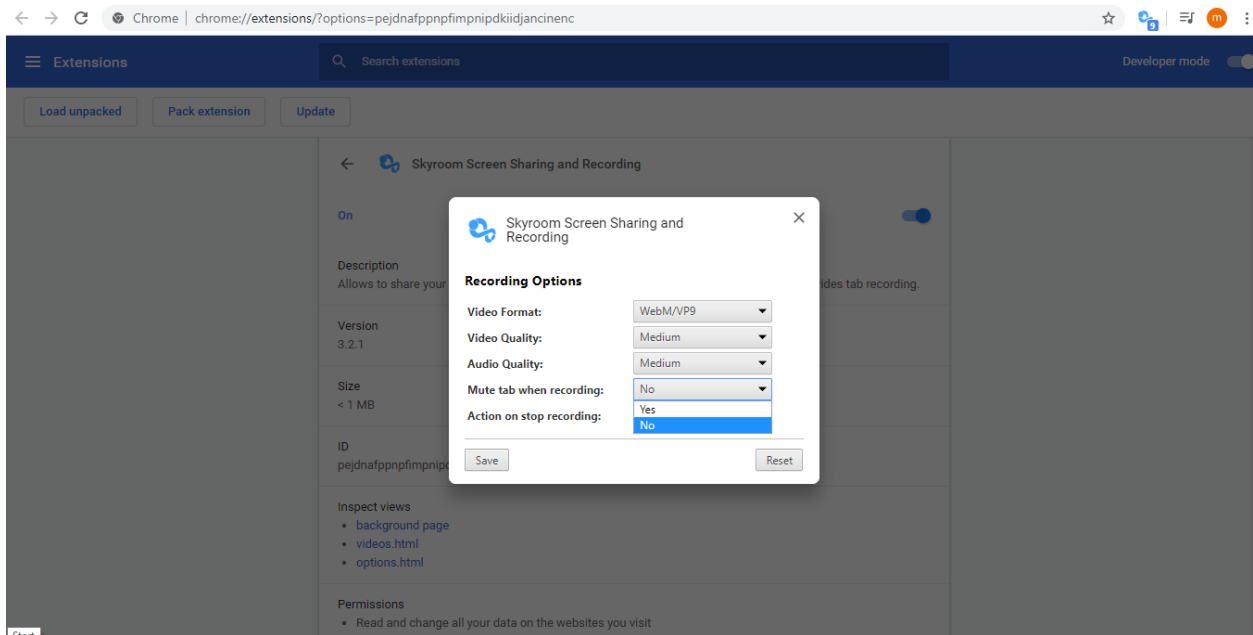 Chrome | chrome://extensions/?options=pejdnafppnpfimpnipdkiidjancinenc
9
m
Extensions
Search extensions
Developer mode
Load unpacked
Pack extension
Update
Skyroom Screen Sharing and Recording
On
Description
Allows to share your
ides tab recording.
Version
3.2.1
Size
< 1 MB
ID
pejdnafppnpfimpnipd
Inspect views
• background page
• videos.html
• options.html
Permissions
• Read and change all your data on the websites you visit
Skyroom Screen Sharing and
Recording
Recording Options
Video Format: WebM/VP9
Video Quality: Medium
Audio Quality: Medium
Mute tab when recording: No
Yes
Action on stop recording:
No
Save
Reset
Start